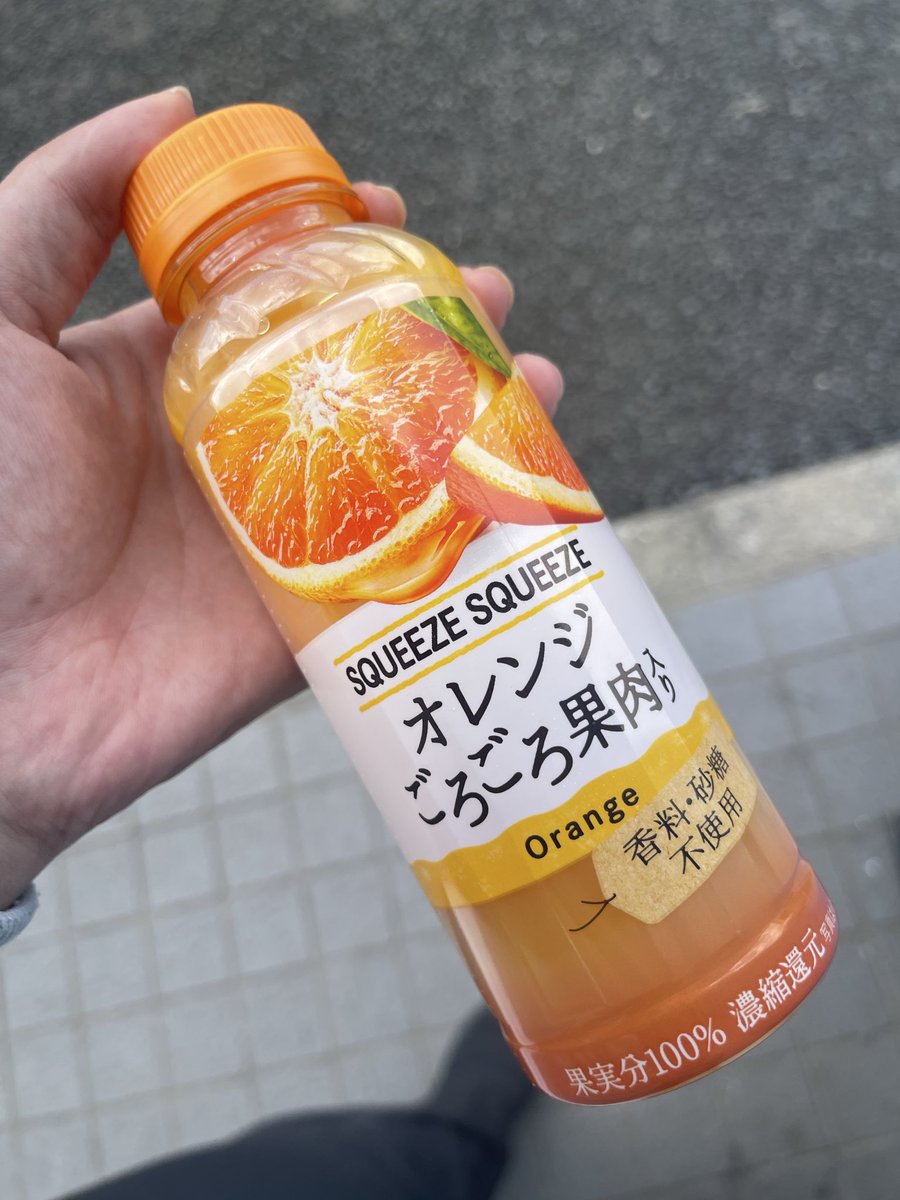 SQUEEZE SQUEEZE
オレンジ
ごろごろ果肉入り
Orange
香料・砂糖
不使用
果実分100% 濃縮還元